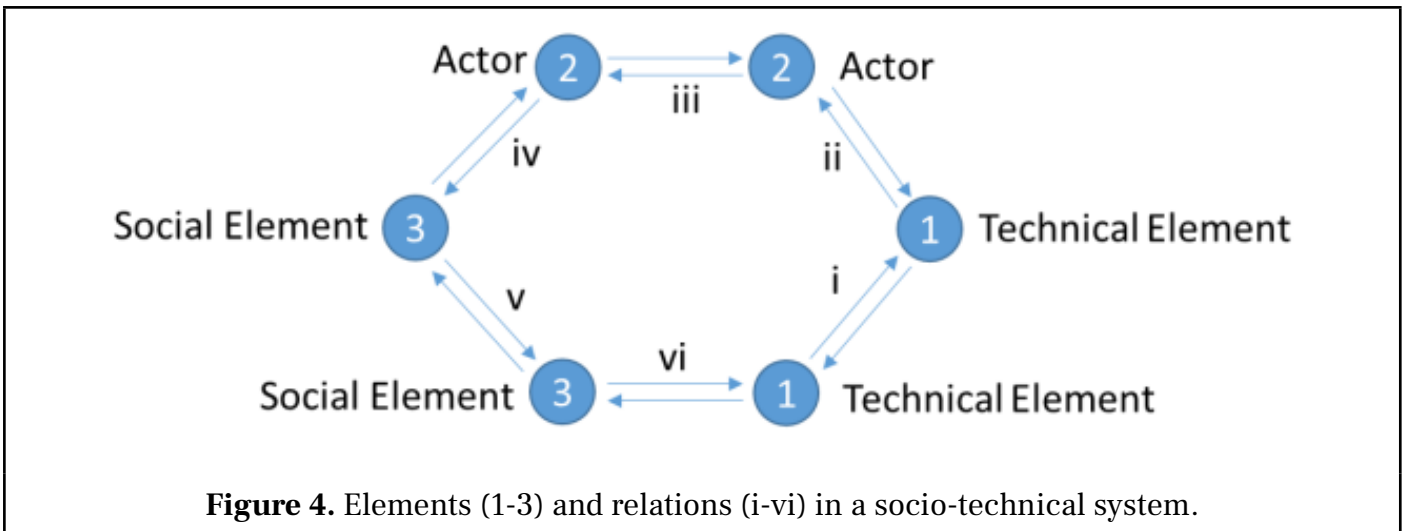 Actor 2 2 Actor
iii
iv ii
Social Element 3 1 Technical Element
v i
vi
Social Element 3 1 Technical Element
Figure 4. Elements (1-3) and relations (i-vi) in a socio-technical system.